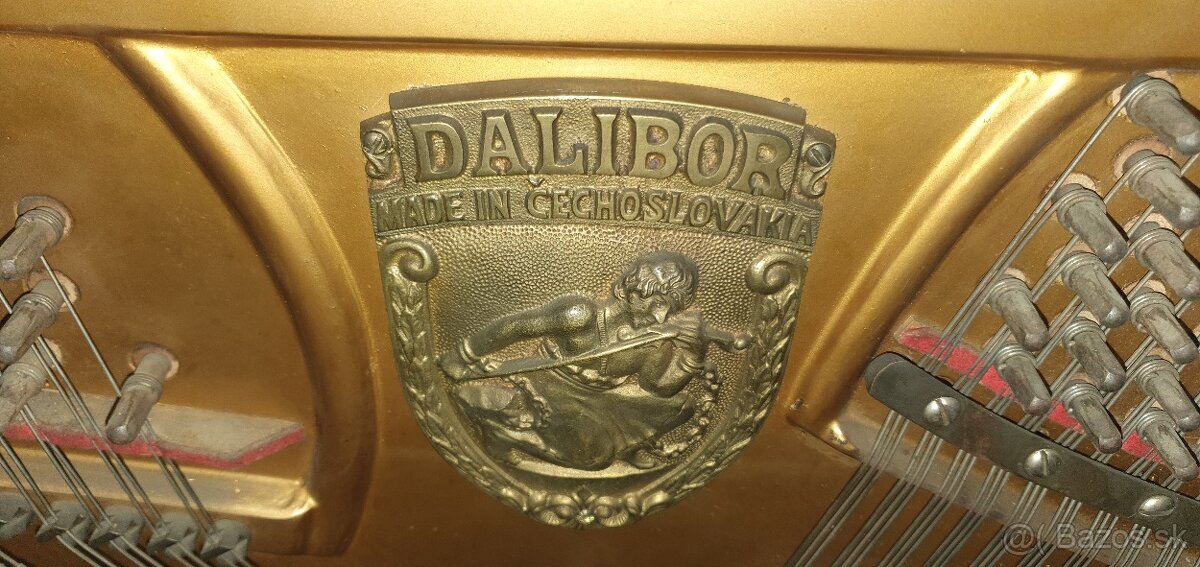 DALIBOR
MADE IN ČECHOSLOVAKIA
@ Bazos.sk